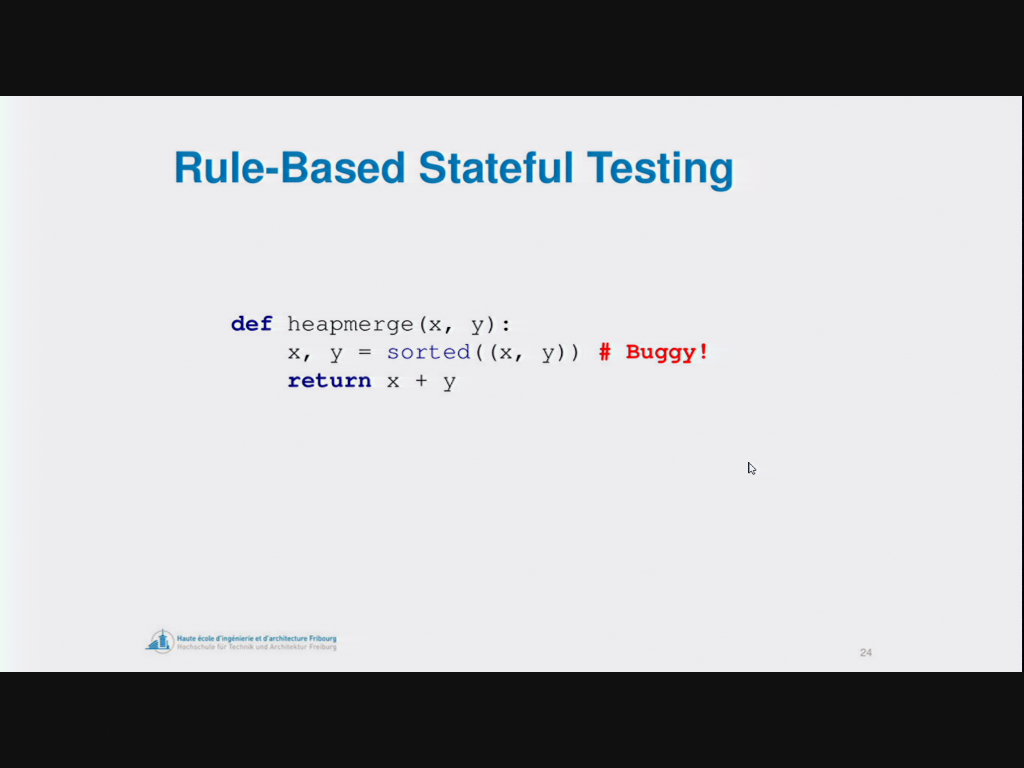 Rule-Based Stateful Testing
def heapmerge(x, y):
    x, y = sorted((x, y)) # Buggy!
    return x + y
Haute école d'ingénierie et d'architecture Fribourg
Hochschule für Technik und Architektur Freiburg
24